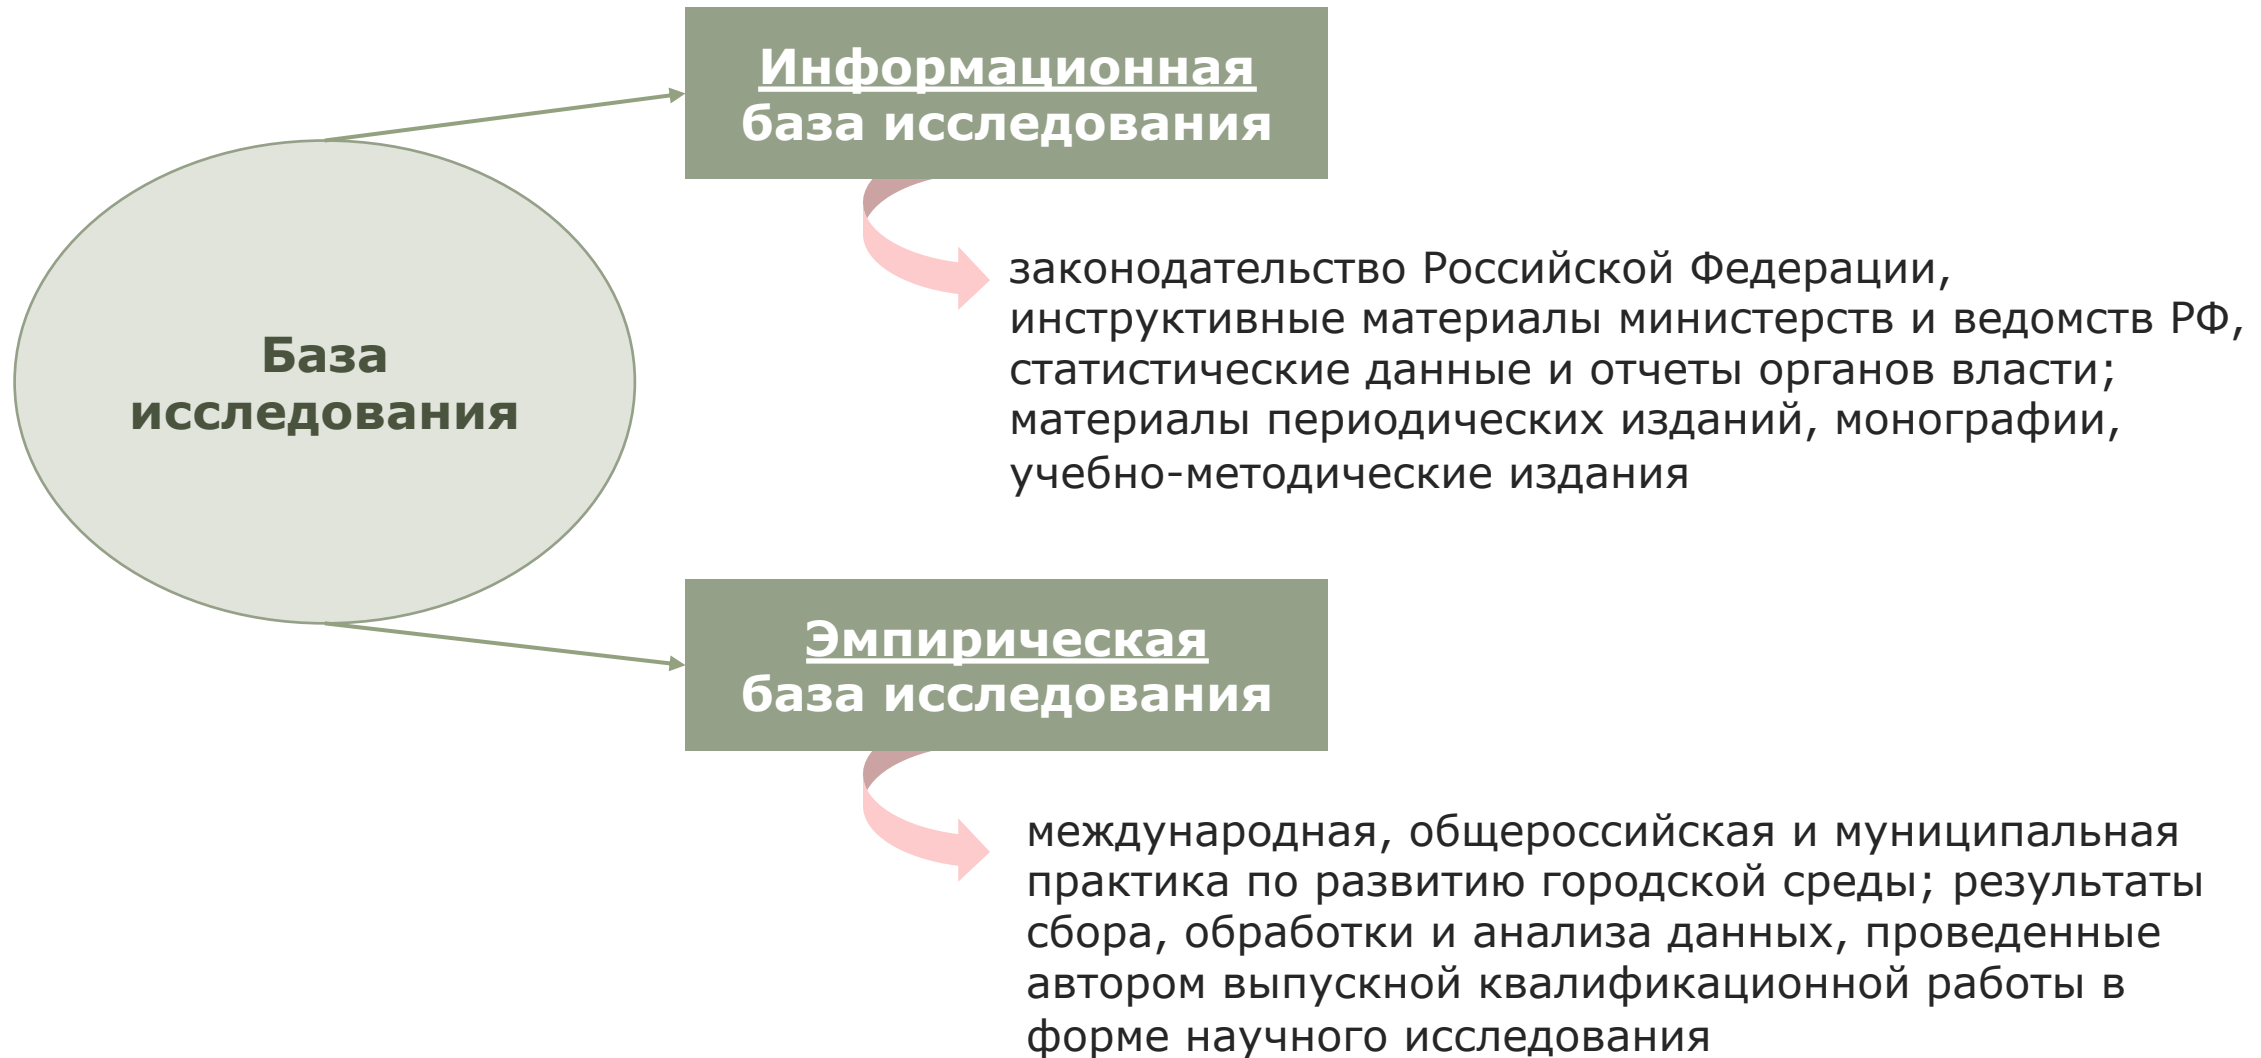 Информационная
база исследования
законодательство Российской Федерации,
инструктивные материалы министерств и ведомств РФ,
статистические данные и отчеты органов власти;
материалы периодических изданий, монографии,
учебно-методические издания
База
исследования
Эмпирическая
база исследования
международная, общероссийская и муниципальная
практика по развитию городской среды; результаты
сбора, обработки и анализа данных, проведенные
автором выпускной квалификационной работы в
форме научного исследования